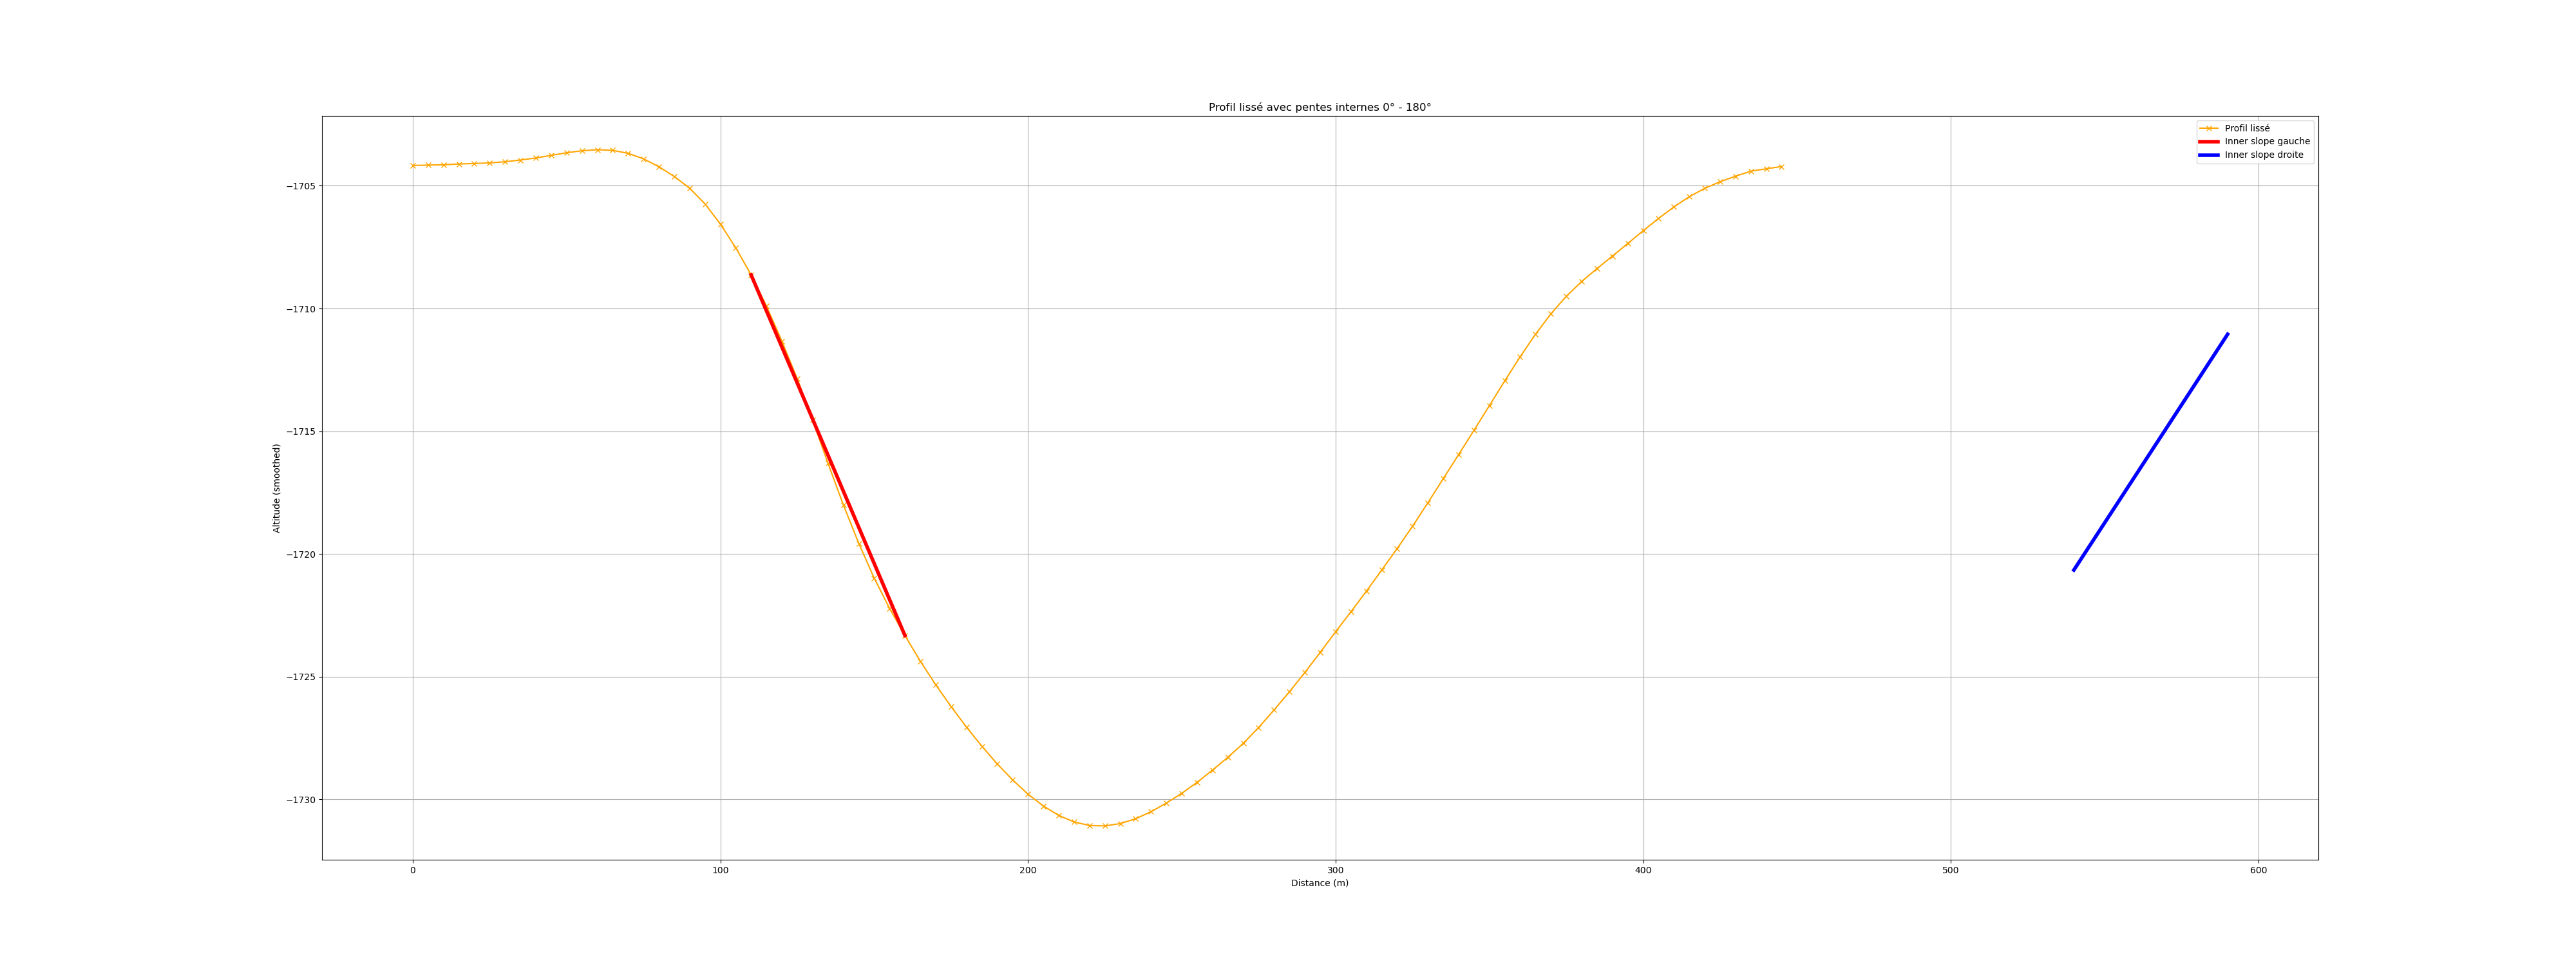 Profil lissé avec pentes internes 0° - 180°
Profil lissé
Inner slope gauche
Inner slope droite
Altitude (smoothed)
−1705
−1710
−1715
−1720
−1725
−1730
0
100
200
300
400
500
600
Distance (m)